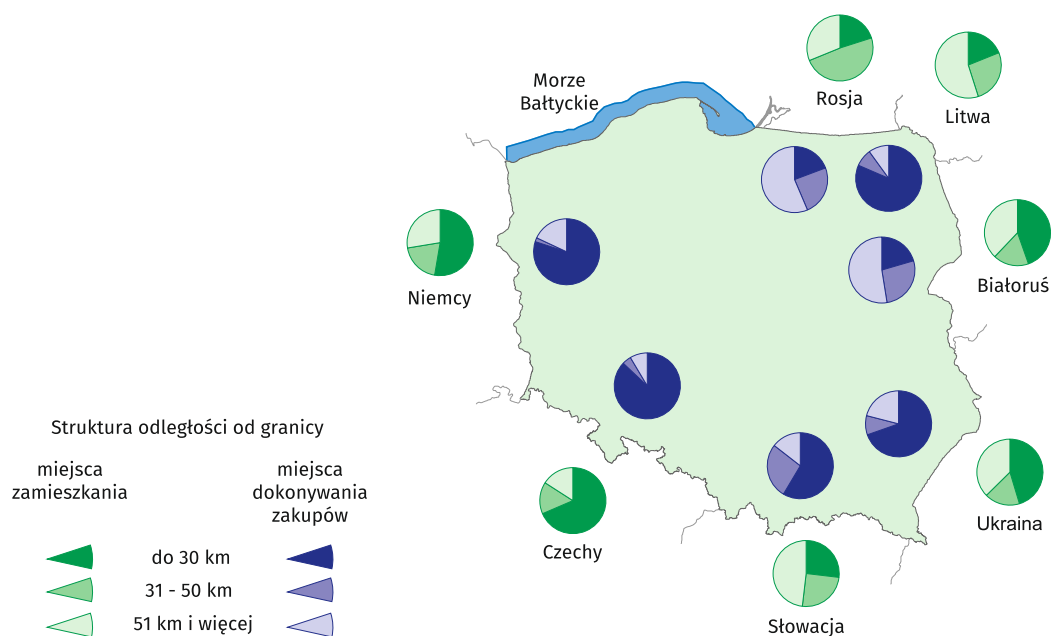 Morze
Bałtyckie
Rosja
Litwa
Niemcy
Białoruś
Struktura odległości od granicy
miejsca
zamieszkania
miejsca
dokonywania
zakupów
do 30 km
31 - 50 km
51 km i więcej
Czechy
Ukraina
Słowacja